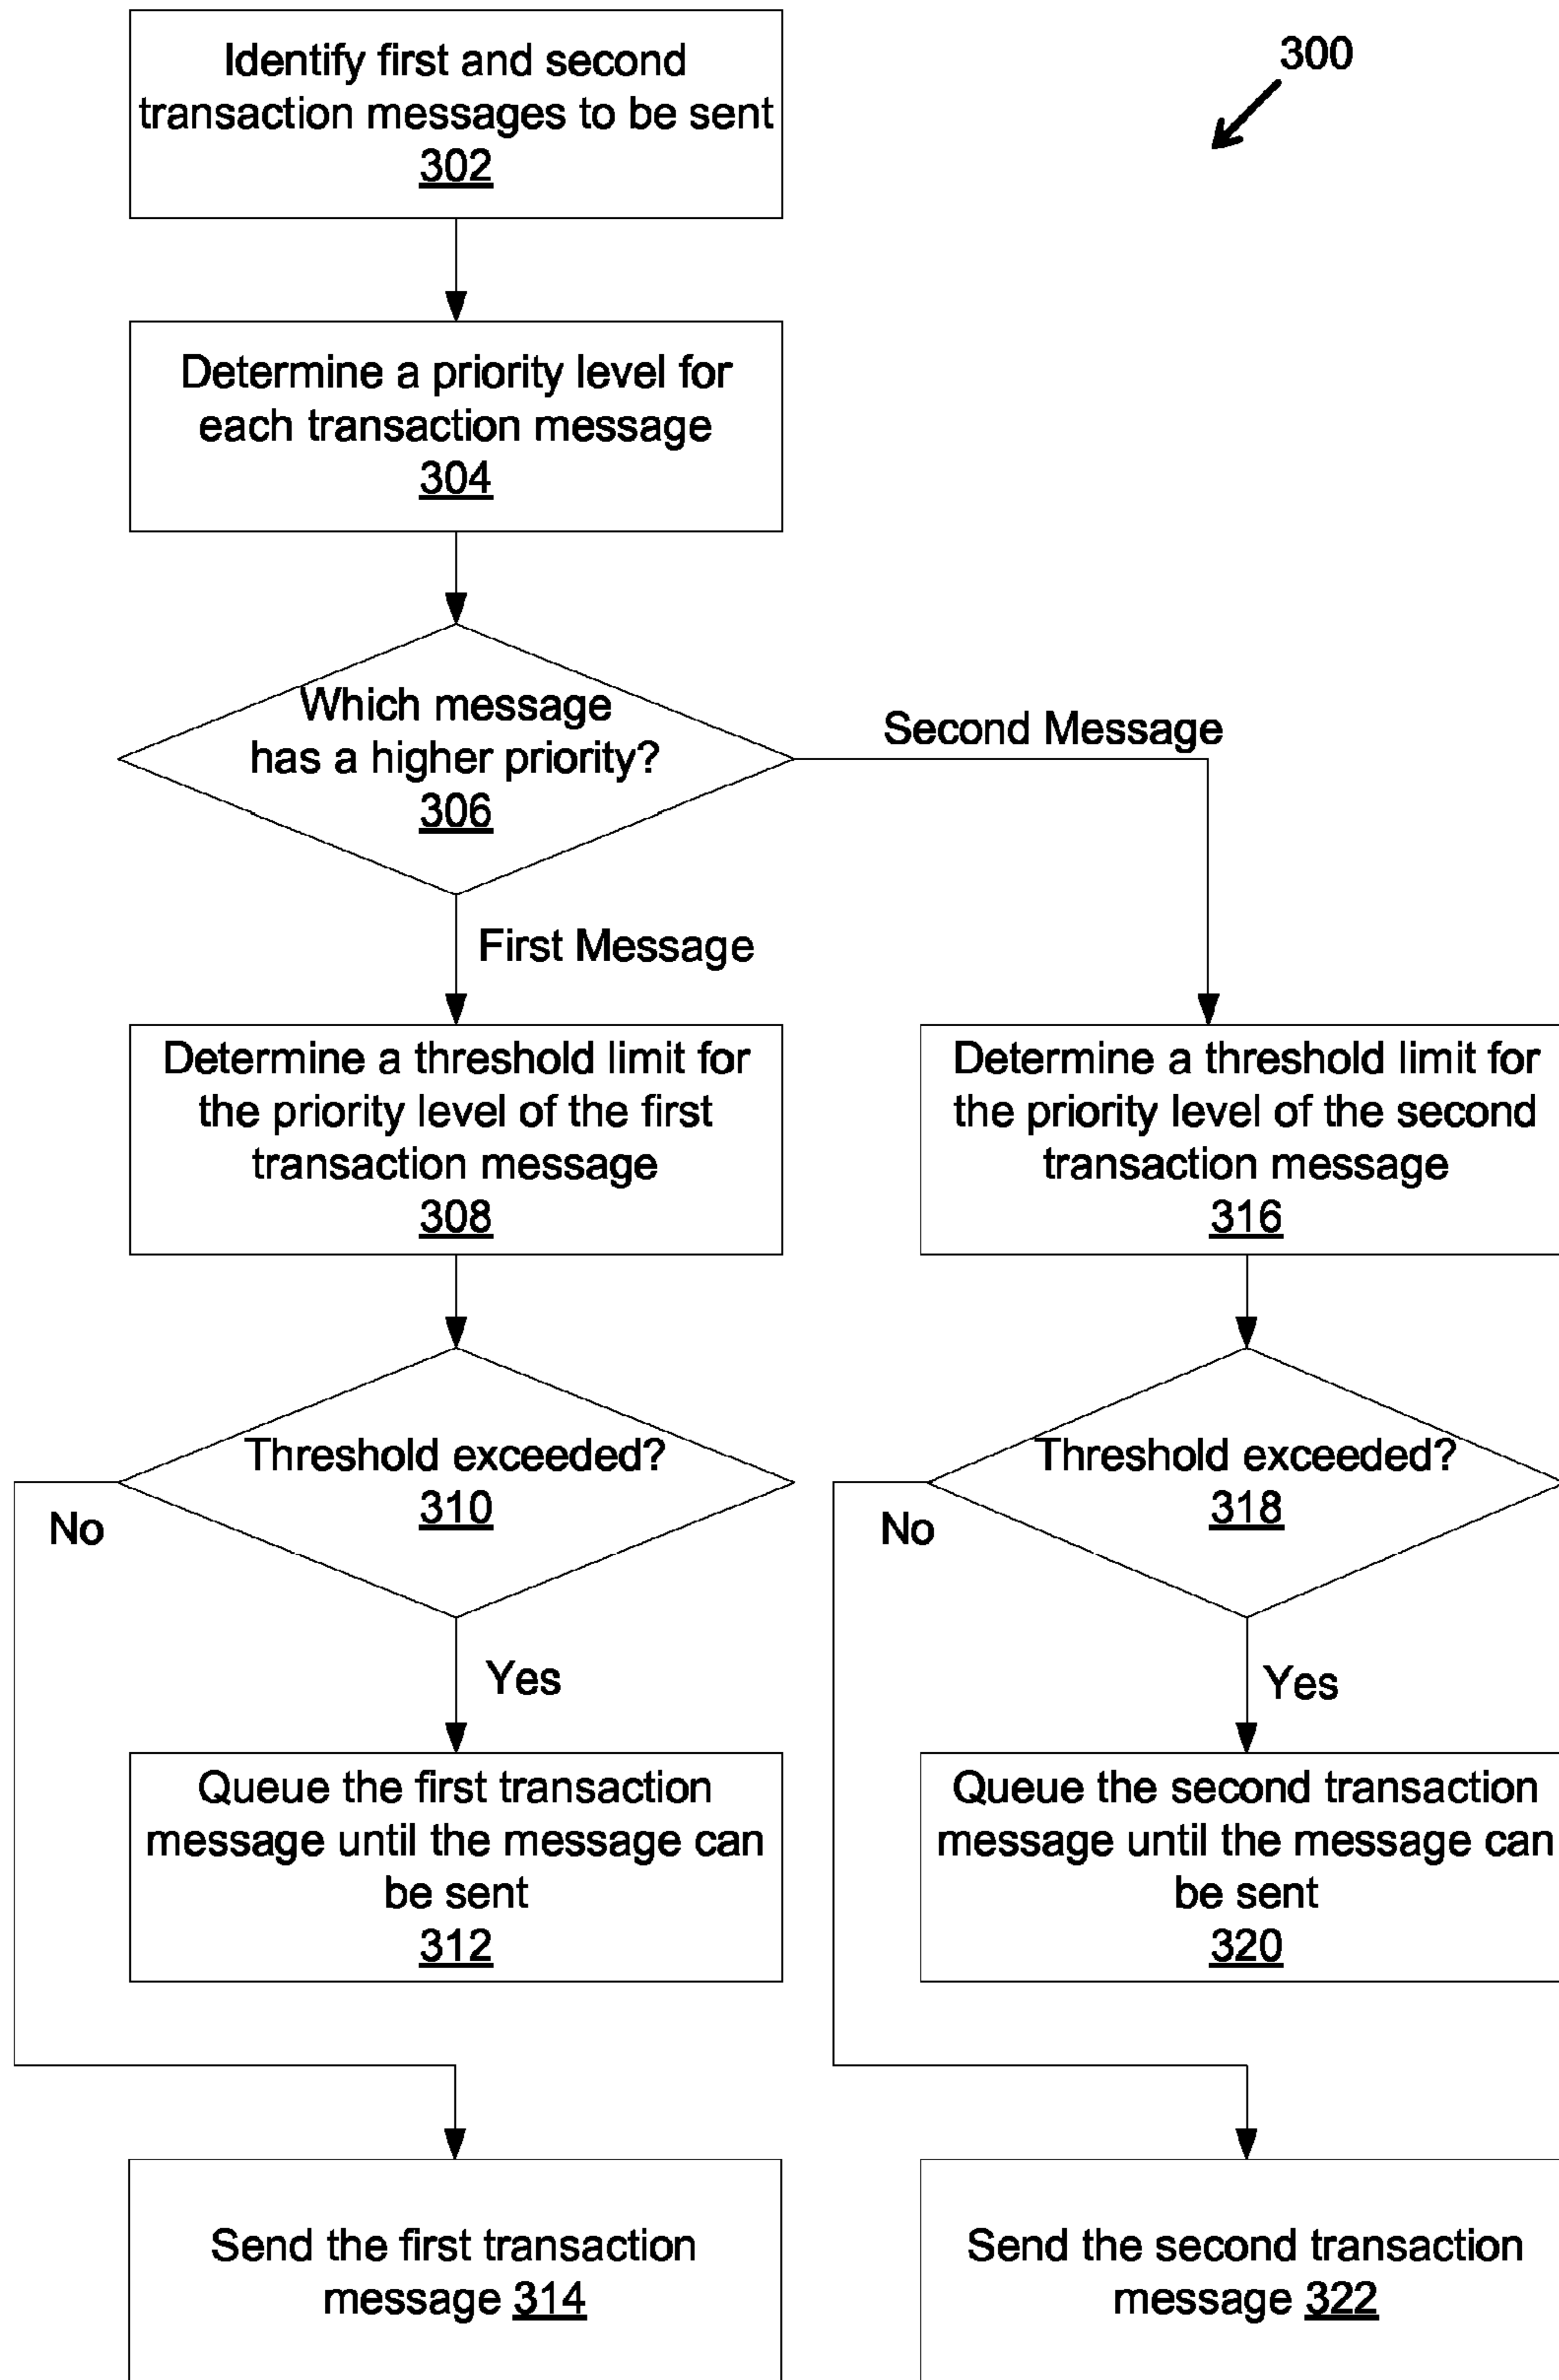 Identify first and second
transaction messages to be sent
302
300
Determine a priority level for
each transaction message
304
Which message
has a higher priority?
306
Second Message
First Message
Determine a threshold limit for
the priority level of the first
transaction message
308
Determine a threshold limit for
the priority level of the second
transaction message
316
Threshold exceeded?
310
No
Yes
Threshold exceeded?
318
No
Yes
Queue the first transaction
message until the message can
be sent
312
Queue the second transaction
message until the message can
be sent
320
Send the first transaction
message 314
Send the second transaction
message 322